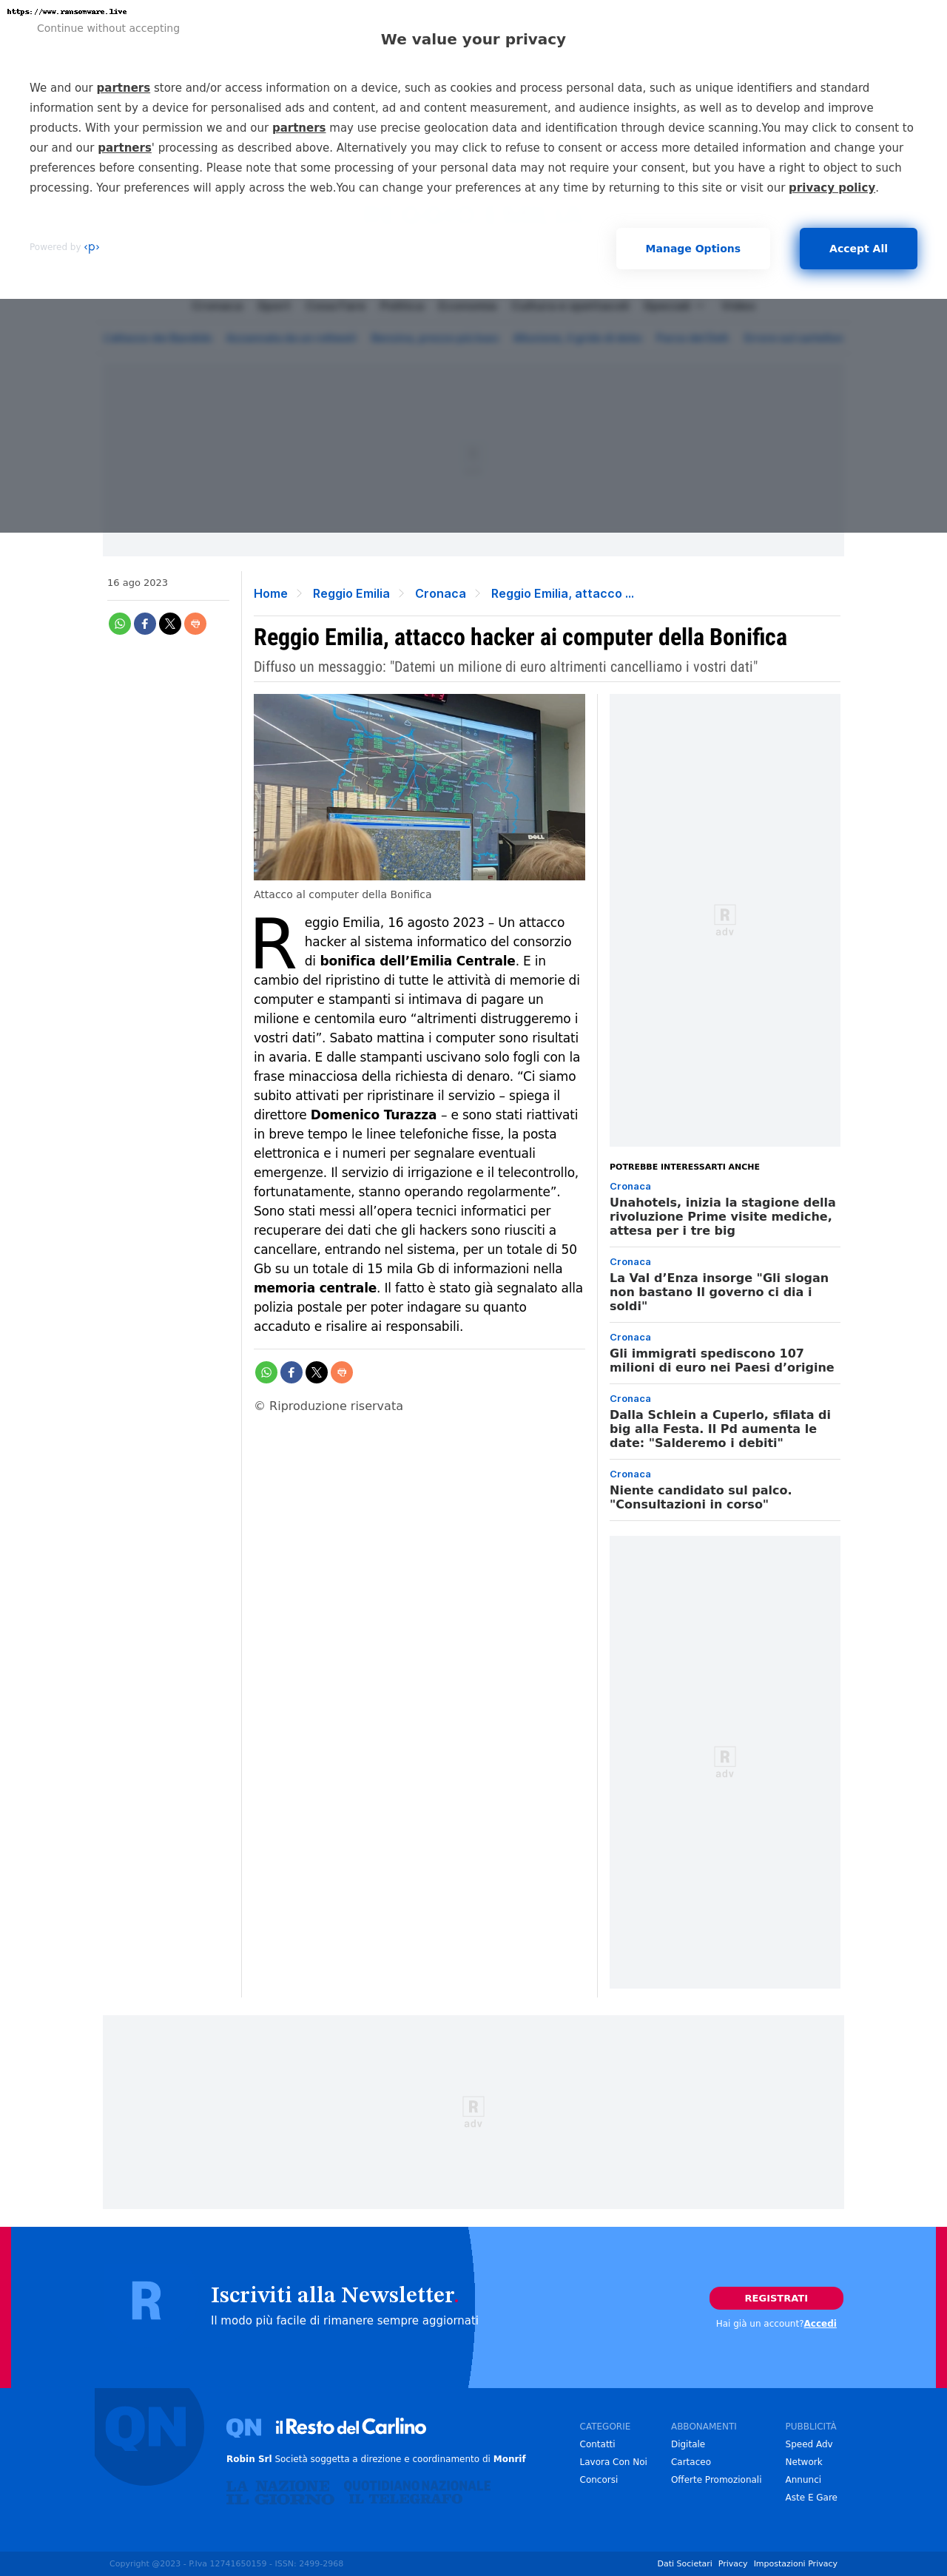 https://www.ransomware.live
Continue without accepting
We value your privacy
We and our partners store and/or access information on a device, such as cookies and process personal data, such as unique identifiers and standard
information sent by a device for personalised ads and content, ad and content measurement, and audience insights, as well as to develop and improve
products. With your permission we and our partners may use precise geolocation data and identification through device scanning.You may click to consent to
our and our partners' processing as described above. Alternatively you may click to refuse to consent or access more detailed information and change your
preferences before consenting. Please note that some processing of your personal data may not require your consent, but you have a right to object to such
processing. Your preferences will apply across the web.You can change your preferences at any time by returning to this site or visit our privacy policy.
Powered by ‹p›
Manage Options
Accept All
16 ago 2023
Home
Reggio Emilia
Cronaca
Reggio Emilia, attacco ...
Reggio Emilia, attacco hacker ai computer della Bonifica
Diffuso un messaggio: "Datemi un milione di euro altrimenti cancelliamo i vostri dati"
DELL
Attacco al computer della Bonifica
Reggio Emilia, 16 agosto 2023 – Un attacco
hacker al sistema informatico del consorzio
di bonifica dell’Emilia Centrale. E in
cambio del ripristino di tutte le attività di memorie di
computer e stampanti si intimava di pagare un
milione e centomila euro “altrimenti distruggeremo i
vostri dati”. Sabato mattina i computer sono risultati
in avaria. E dalle stampanti uscivano solo fogli con la
frase minacciosa della richiesta di denaro. “Ci siamo
subito attivati per ripristinare il servizio – spiega il
direttore Domenico Turazza – e sono stati riattivati
in breve tempo le linee telefoniche fisse, la posta
elettronica e i numeri per segnalare eventuali
emergenze. Il servizio di irrigazione e il telecontrollo,
fortunatamente, stanno operando regolarmente”.
Sono stati messi all’opera tecnici informatici per
recuperare dei dati che gli hackers sono riusciti a
cancellare, entrando nel sistema, per un totale di 50
Gb su un totale di 15 mila Gb di informazioni nella
memoria centrale. Il fatto è stato già segnalato alla
polizia postale per poter indagare su quanto
accaduto e risalire ai responsabili.
© Riproduzione riservata
R
adv
POTREBBE INTERESSARTI ANCHE
Cronaca
Unahotels, inizia la stagione della
rivoluzione Prime visite mediche,
attesa per i tre big
Cronaca
La Val d’Enza insorge "Gli slogan
non bastano Il governo ci dia i
soldi"
Cronaca
Gli immigrati spediscono 107
milioni di euro nei Paesi d’origine
Cronaca
Dalla Schlein a Cuperlo, sfilata di
big alla Festa. Il Pd aumenta le
date: "Salderemo i debiti"
Cronaca
Niente candidato sul palco.
"Consultazioni in corso"
R
adv
R
adv
R
Iscriviti alla Newsletter.
Il modo più facile di rimanere sempre aggiornati
REGISTRATI
Hai già un account?Accedi
QN
QN il Resto del Carlino
Robin Srl Società soggetta a direzione e coordinamento di Monrif
LA NAZIONE QUOTIDIANO NAZIONALE
IL GIORNO IL TELEGRAFO
CATEGORIE
Contatti
Lavora Con Noi
Concorsi
ABBONAMENTI
Digitale
Cartaceo
Offerte Promozionali
PUBBLICITÀ
Speed Adv
Network
Annunci
Aste E Gare
Copyright @2023 - P.Iva 12741650159 - ISSN: 2499-2968
Dati Societari Privacy Impostazioni Privacy